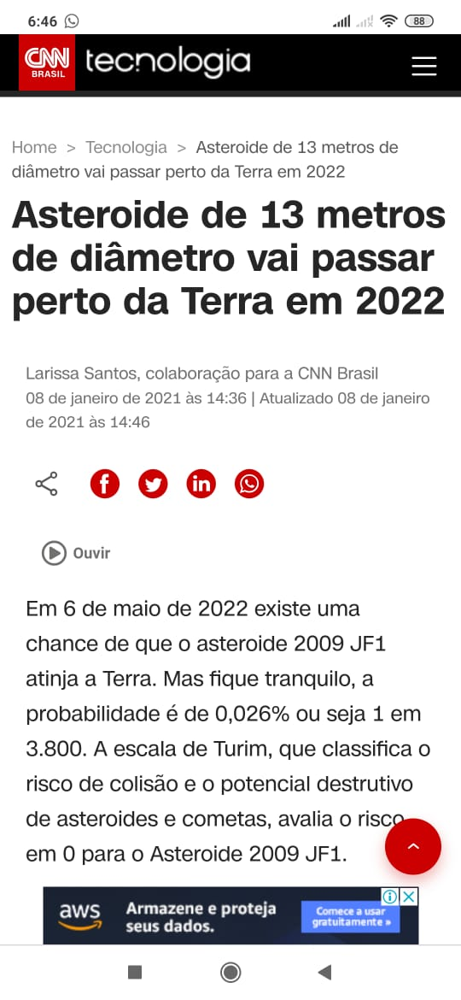 6:46
88
CNN
BRASIL
tecnologia
Home > Tecnologia > Asteroide de 13 metros de
diâmetro vai passar perto da Terra em 2022
Asteroide de 13 metros
de diâmetro vai passar
perto da Terra em 2022
Larissa Santos, colaboração para a CNN Brasil
08 de janeiro de 2021 às 14:36 | Atualizado 08 de janeiro
de 2021 às 14:46
Ouvir
Em 6 de maio de 2022 existe uma
chance de que o asteroide 2009 JF1
atinja a Terra. Mas fique tranquilo, a
probabilidade é de 0,026% ou seja 1 em
3.800. A escala de Turim, que classifica o
risco de colisão e o potencial destrutivo
de asteroides e cometas, avalia o risco
em 0 para o Asteroide 2009 JF1.
aws
Armazene e proteja
seus dados.
Comece a usar
gratuitamente »